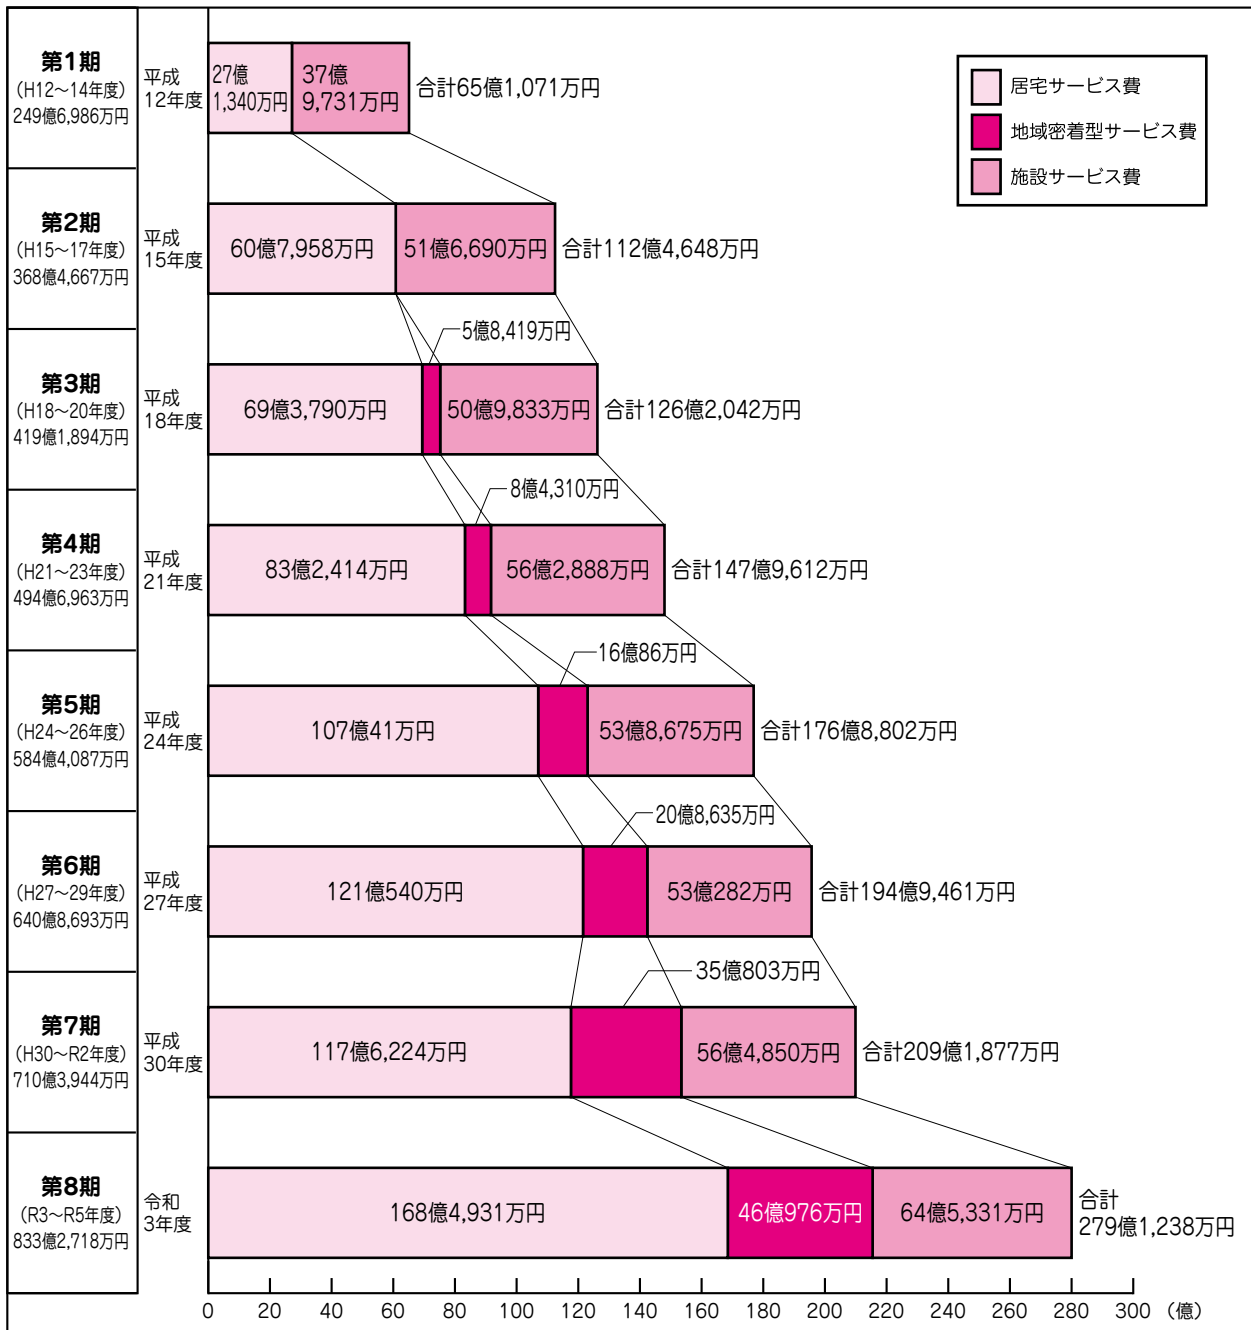 第1期
(H12～14年度)
249億6,986万円
平成
12年度
27億
1,340万円
37億
9,731万円
合計65億1,071万円
居宅サービス費
地域密着型サービス費
施設サービス費
第2期
(H15～17年度)
368億4,667万円
平成
15年度
60億7,958万円
51億6,690万円
合計112億4,648万円
第3期
(H18～20年度)
419億1,894万円
平成
18年度
5億8,419万円
69億3,790万円
50億9,833万円
合計126億2,042万円
第4期
(H21～23年度)
494億6,963万円
平成
21年度
8億4,310万円
83億2,414万円
56億2,888万円
合計147億9,612万円
第5期
(H24～26年度)
584億4,087万円
平成
24年度
16億86万円
107億41万円
53億8,675万円
合計176億8,802万円
第6期
(H27～29年度)
640億8,693万円
平成
27年度
20億8,635万円
121億540万円
53億282万円
合計194億9,461万円
第7期
(H30～R2年度)
710億3,944万円
平成
30年度
35億803万円
117億6,224万円
56億4,850万円
合計209億1,877万円
第8期
(R3～R5年度)
833億2,718万円
令和
3年度
168億4,931万円
46億976万円
64億5,331万円
合計
279億1,238万円
0 20 40 60 80 100 120 140 160 180 200 220 240 260 280 300 (億)